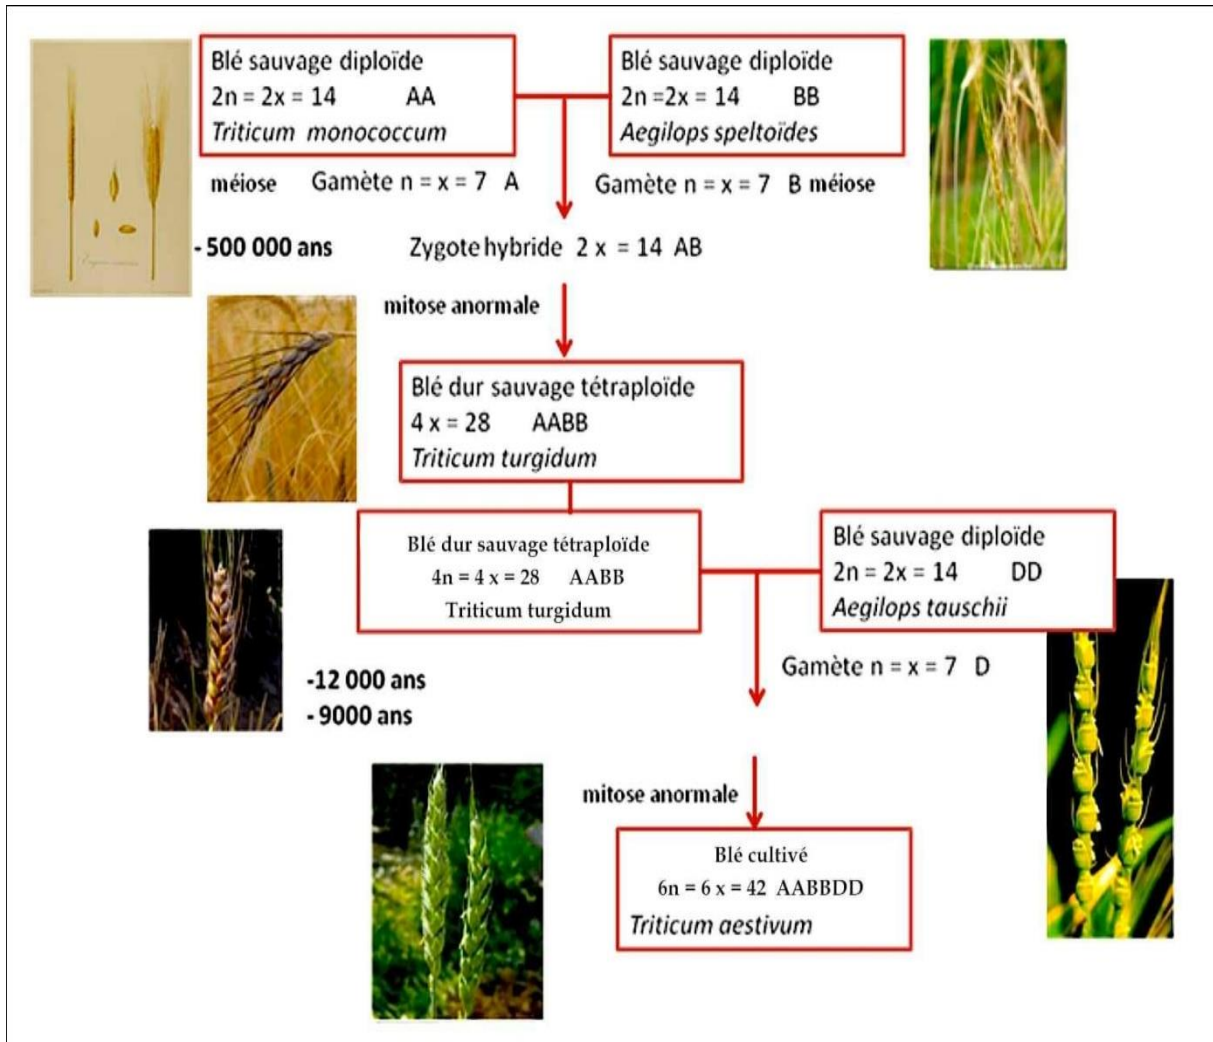 Blé sauvage diploïde
2n = 2x = 14 AA
Triticum monococcum
Blé sauvage diploïde
2n =2x = 14 BB
Aegilops speltoïdes
méiose Gamète n = x = 7 A
Gamète n = x = 7 B méiose
- 500 000 ans
Zygote hybride 2 x = 14 AB
mitose anormale
Blé dur sauvage tétraploïde
4 x = 28 AABB
Triticum turgidum
Blé dur sauvage tétraploïde
4n = 4 x = 28 AABB
Triticum turgidum
Blé sauvage diploïde
2n = 2x = 14 DD
Aegilops tauschii
Gamète n = x = 7 D
-12 000 ans
- 9000 ans
mitose anormale
Blé cultivé
6n = 6 x = 42 AABBDD
Triticum aestivum